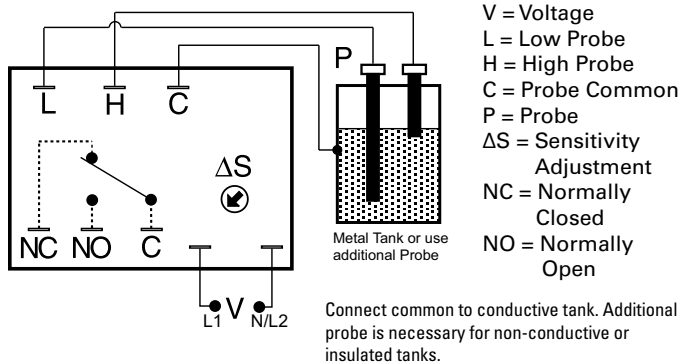 L H C
P
ΔS
NC NO C
L1 V N/L2
Metal Tank or use
additional Probe
V = Voltage
L = Low Probe
H = High Probe
C = Probe Common
P = Probe
ΔS = Sensitivity
Adjustment
NC = Normally
Closed
NO = Normally
Open
Connect common to conductive tank. Additional
probe is necessary for non-conductive or
insulated tanks.